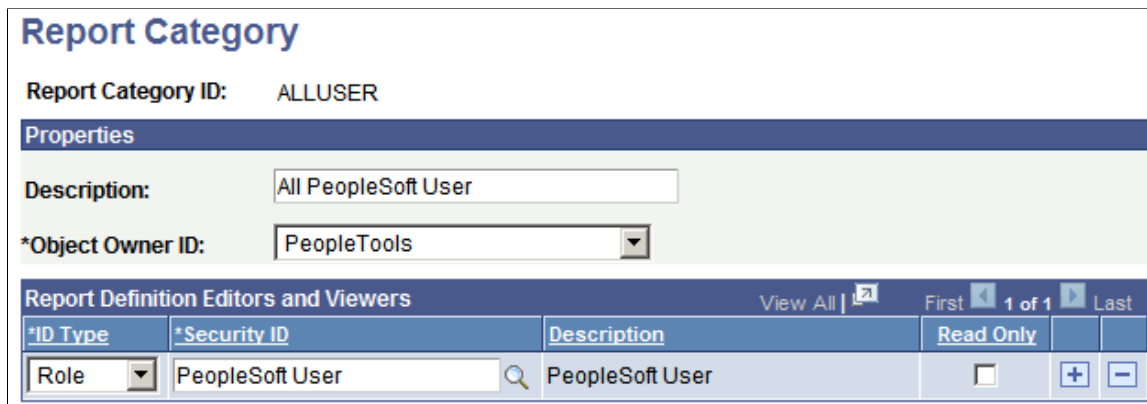 Report Category
Report Category ID: ALLUSER
Properties
Description: All PeopleSoft User
*Object Owner ID: PeopleTools
Report Definition Editors and Viewers View All | First 1 of 1 Last
*ID Type *Security ID Description Read Only
Role PeopleSoft User PeopleSoft User